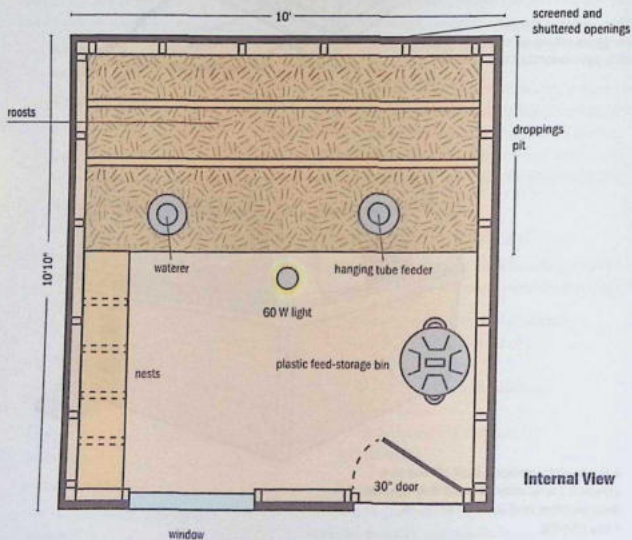 10'
screened and
shuttered openings
roosts
droppings
pit
10'10"
waterer
hanging tube feeder
60 W light
plastic feed-storage bin
nests
30° door
Internal View
window